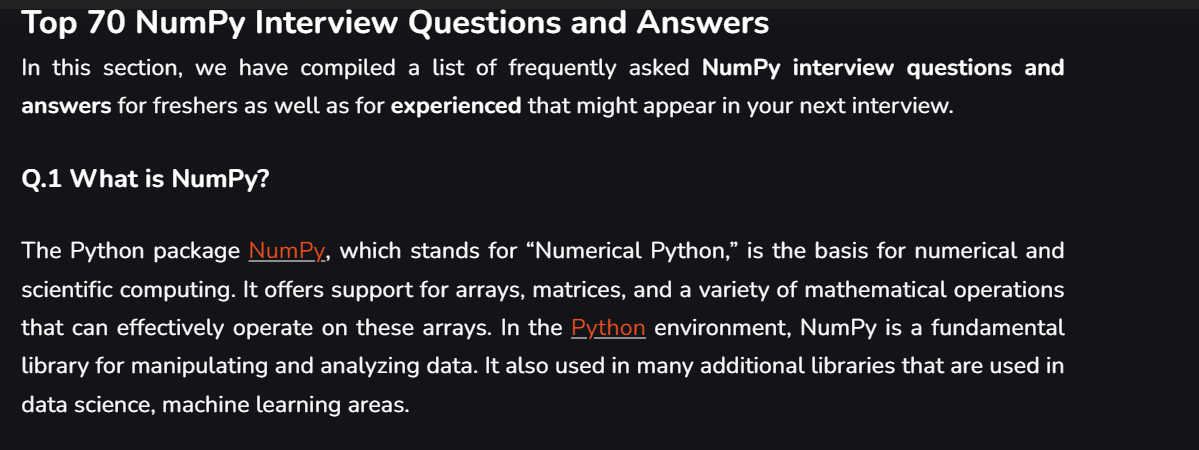 Top 70 NumPy Interview Questions and Answers
In this section, we have compiled a list of frequently asked NumPy interview questions and
answers for freshers as well as for experienced that might appear in your next interview.
Q.1 What is NumPy?
The Python package NumPy, which stands for “Numerical Python,” is the basis for numerical and
scientific computing. It offers support for arrays, matrices, and a variety of mathematical operations
that can effectively operate on these arrays. In the Python environment, NumPy is a fundamental
library for manipulating and analyzing data. It also used in many additional libraries that are used in
data science, machine learning areas.